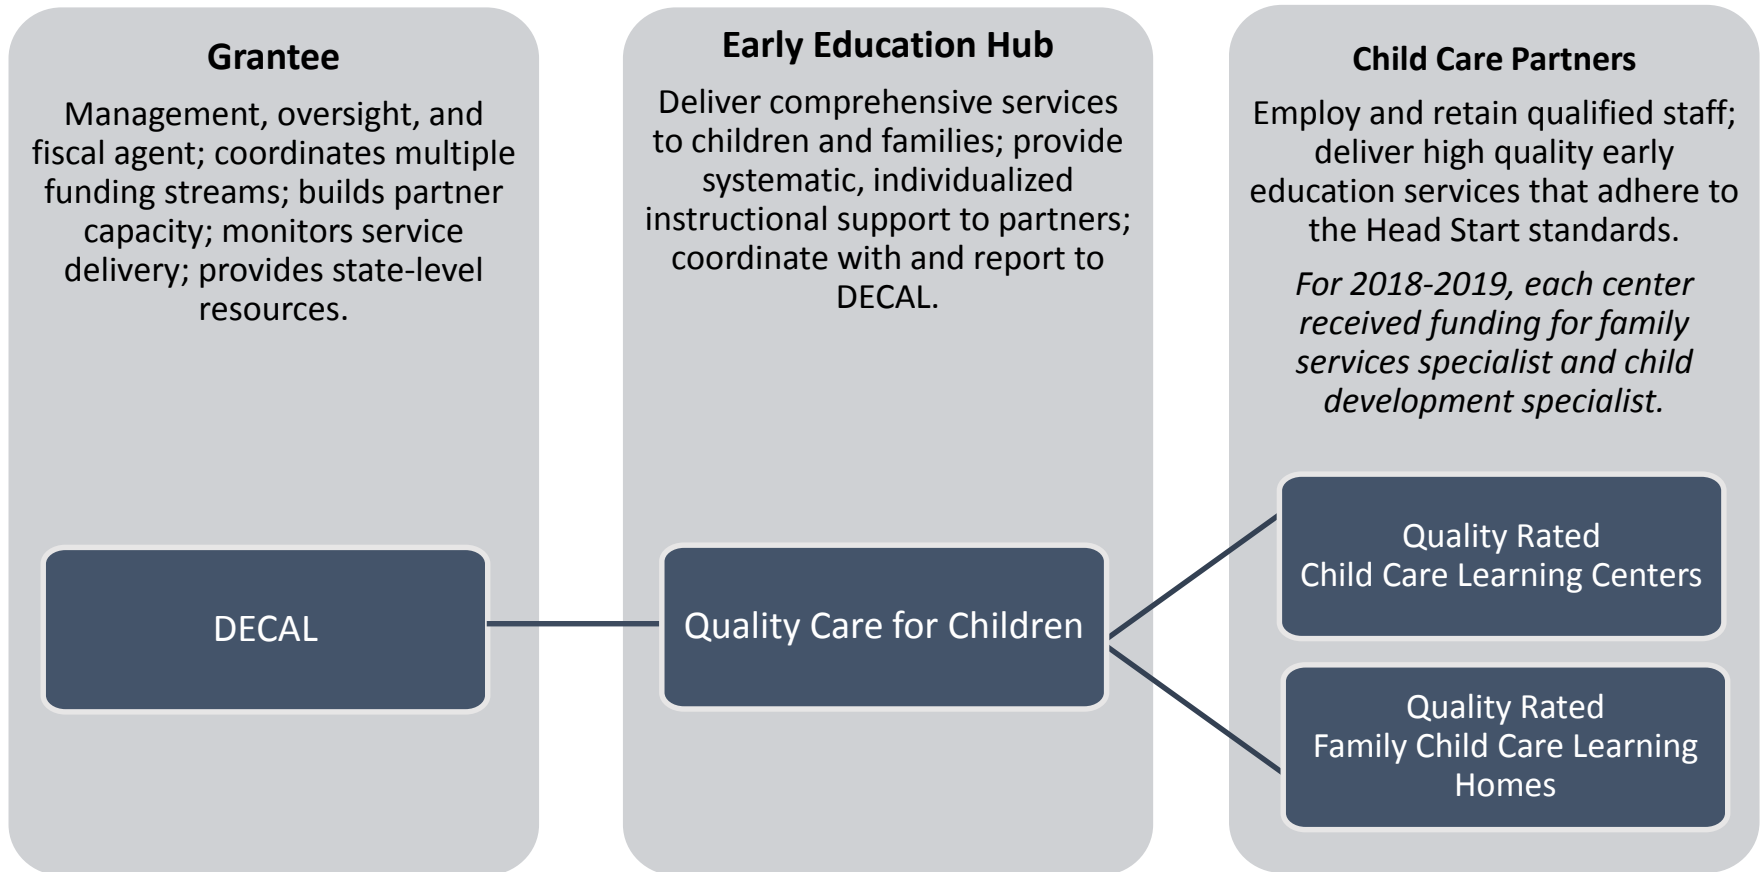 Grantee
Management, oversight, and
fiscal agent; coordinates multiple
funding streams; builds partner
capacity; monitors service
delivery; provides state-level
resources.
DECAL
Early Education Hub
Deliver comprehensive services
to children and families; provide
systematic, individualized
instructional support to partners;
coordinate with and report to
DECAL.
Quality Care for Children
Child Care Partners
Employ and retain qualified staff;
deliver high quality early
education services that adhere to
the Head Start standards.
For 2018-2019, each center
received funding for family
services specialist and child
development specialist.
Quality Rated
Child Care Learning Centers
Quality Rated
Family Child Care Learning
Homes